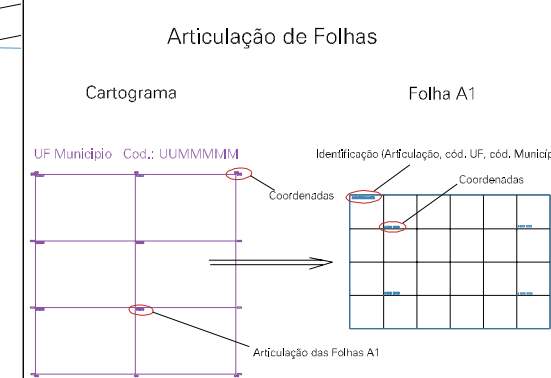 Articulação de Folhas
Cartograma
Folha A1
UF Municipio Cod.: UUMMMMM
Identificação (Articulação, cód. UF, cód. Municíp
Coordenadas
Coordenadas
Articulação das Folhas A1